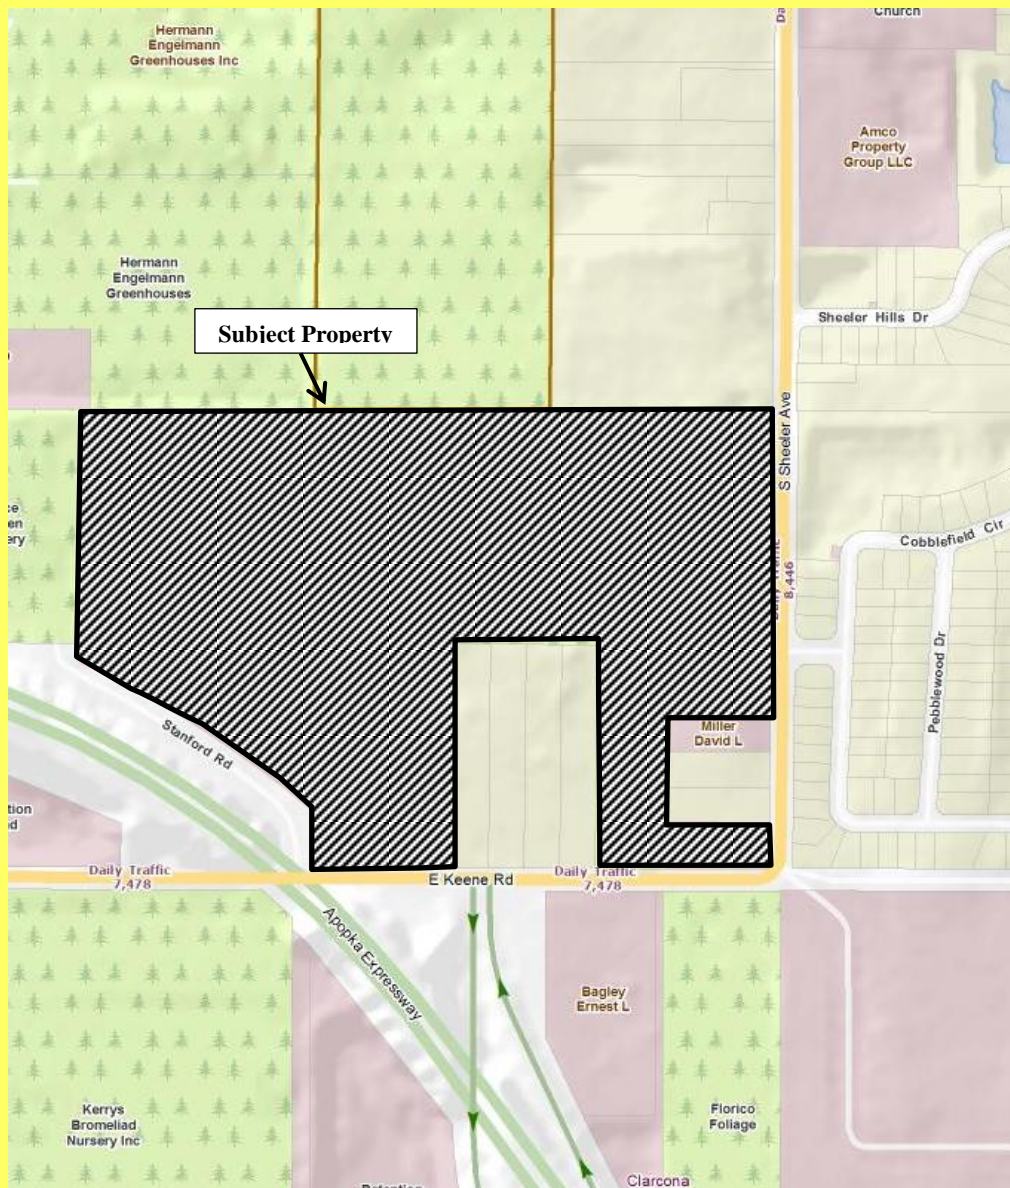 Hermann
Engelmann
Greenhouses Inc
Church
Amco
Property
Group LLC
Hermann
Engelmann
Greenhouses
Sheeler Hills Dr
Subject Property
S Sheeler Ave
Cobblefield Cir
Daily Traffic
8,446
Pebblewood Dr
Miller
David L
Stanford Rd
Daily Traffic
7,478
E Keene Rd
Daily Traffic
7,478
Apopka Expressway
Bagley
Ernest L
Kerrys
Bromeliad
Nursery Inc
Florico
Foliage
Clarcona